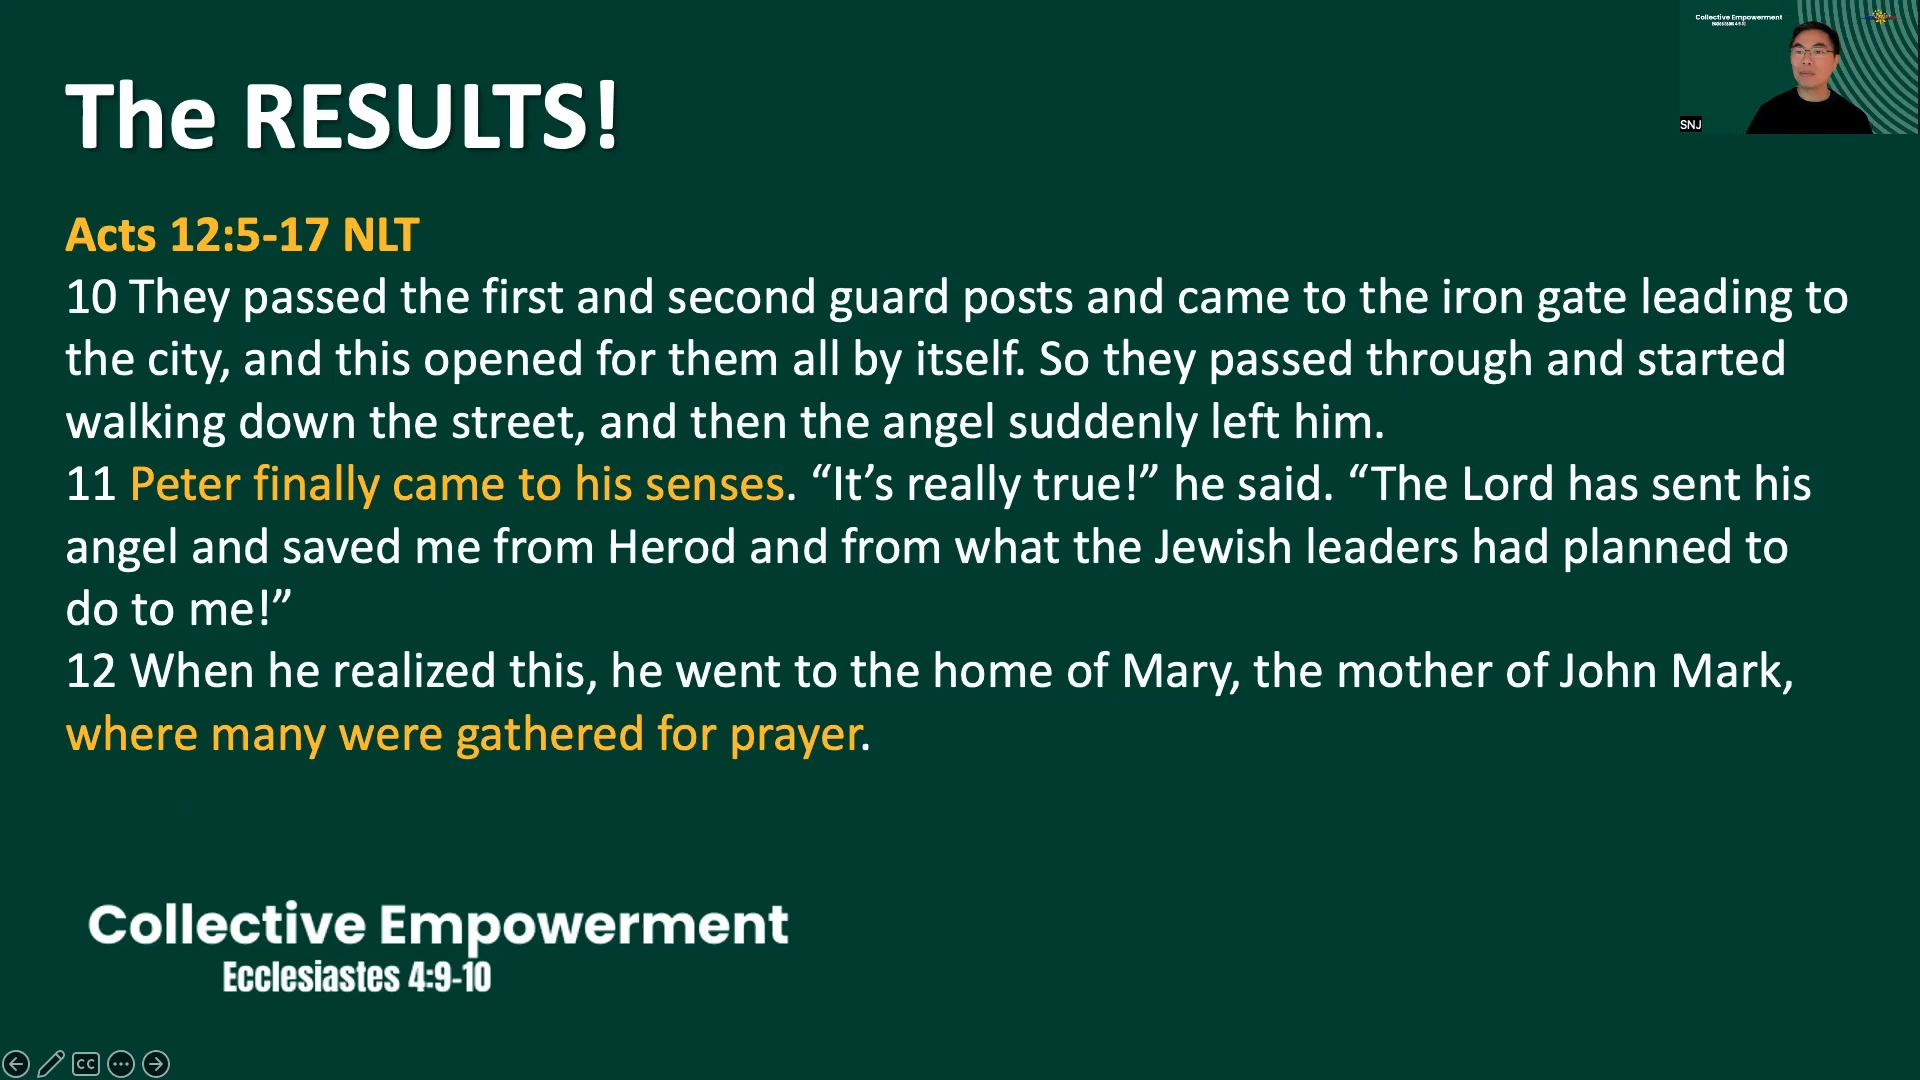 Collective Empowerment
SNJ
The RESULTS!
Acts 12:5-17 NLT
10 They passed the first and second guard posts and came to the iron gate leading to
the city, and this opened for them all by itself. So they passed through and started
walking down the street, and then the angel suddenly left him.
11 Peter finally came to his senses. “It’s really true!” he said. “The Lord has sent his
angel and saved me from Herod and from what the Jewish leaders had planned to
do to me!”
12 When he realized this, he went to the home of Mary, the mother of John Mark,
where many were gathered for prayer.
Collective Empowerment
Ecclesiastes 4:9-10
CC